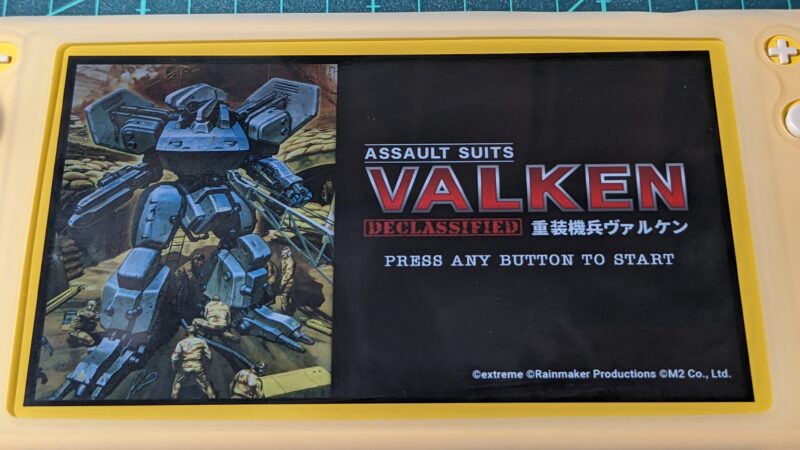 ASSAULT SUITS
VALKEN
DECLASSIFIED 重装機兵ヴァルケン
PRESS ANY BUTTON TO START
©extreme ©Rainmaker Productions ©M2 Co., Ltd.